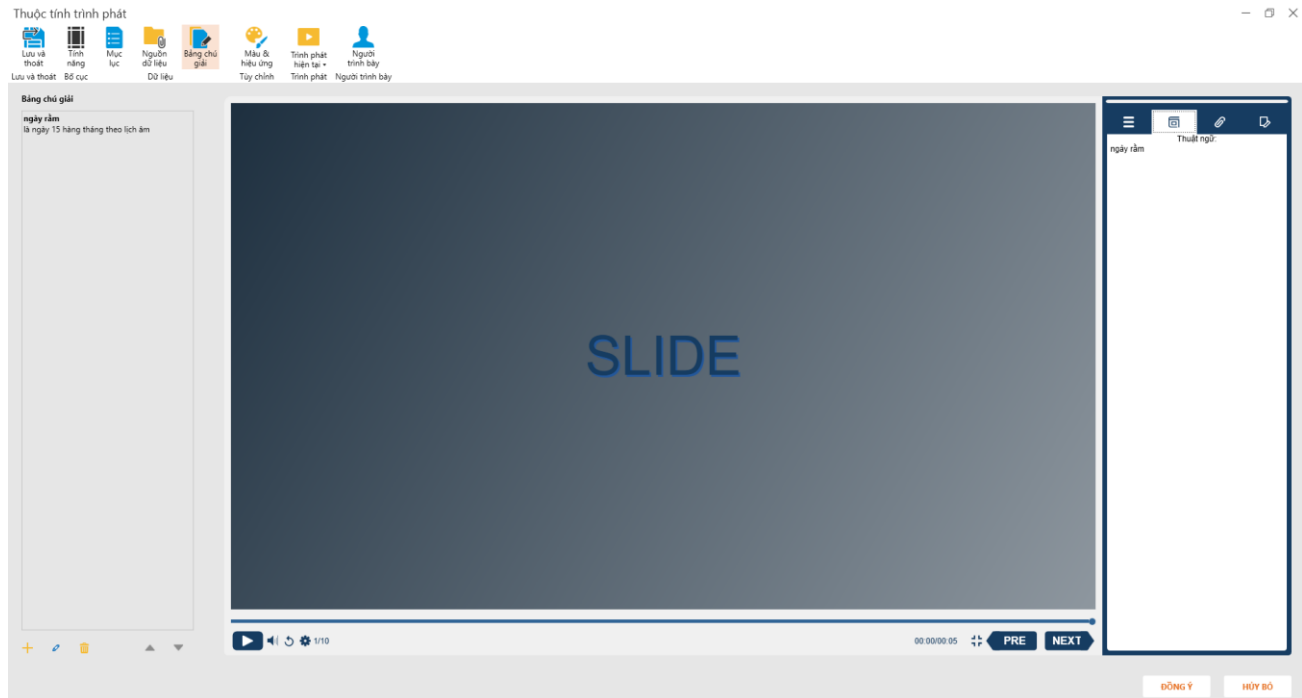 Thuộc tính trình phát
Lưu và thoát
Tính năng
Mục lục
Nguồn dữ liệu
Bảng chú giải
Màu & hiệu ứng
Trình phát hiện tại
Người trình bày
Lưu và thoát
Bố cục
Dữ liệu
Tùy chỉnh
Trình phát
Người trình bày
Bảng chú giải
ngày rằm
là ngày 15 hàng tháng theo lịch âm
SLIDE
1/10
00:00/00:05
PRE
NEXT
Thuật ngữ:
ngày rằm
ĐỒNG Ý
HỦY BỎ